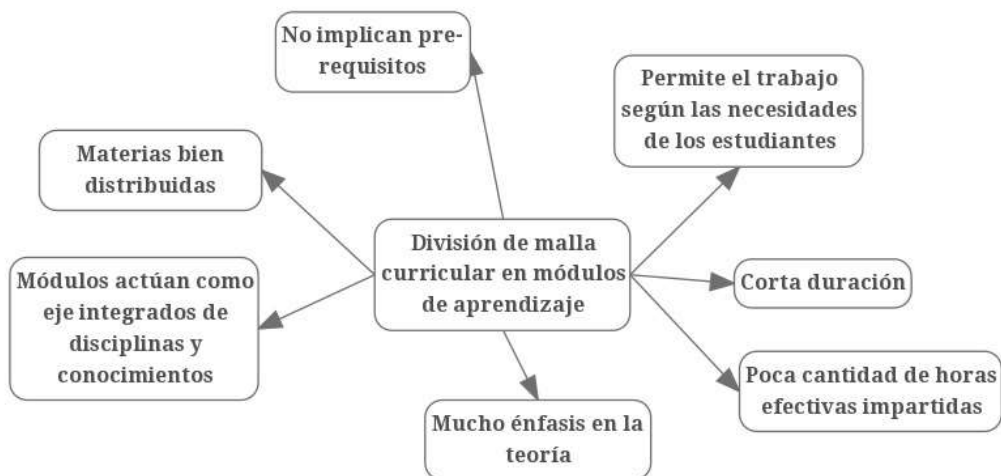 No implican pre-
requisitos
Permite el trabajo
según las necesidades
de los estudiantes
Materias bien
distribuidas
División de malla
curricular en módulos
de aprendizaje
Módulos actúan como
eje integrados de
disciplinas y
conocimientos
Corta duración
Poca cantidad de horas
efectivas impartidas
Mucho énfasis en la
teoría